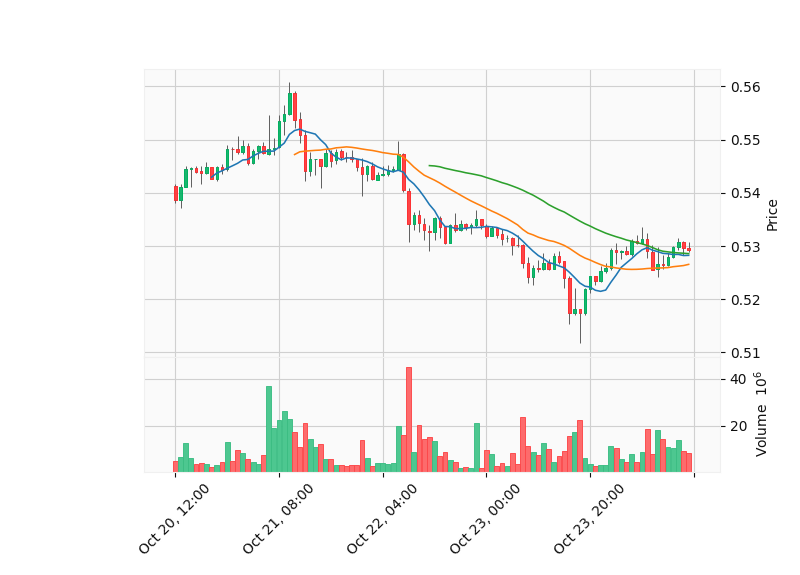 0.56
0.55
0.54
0.53
0.52
0.51
Price
40
20
Volume 10^6
Oct 20, 12:00
Oct 21, 08:00
Oct 22, 04:00
Oct 23, 00:00
Oct 23, 20:00